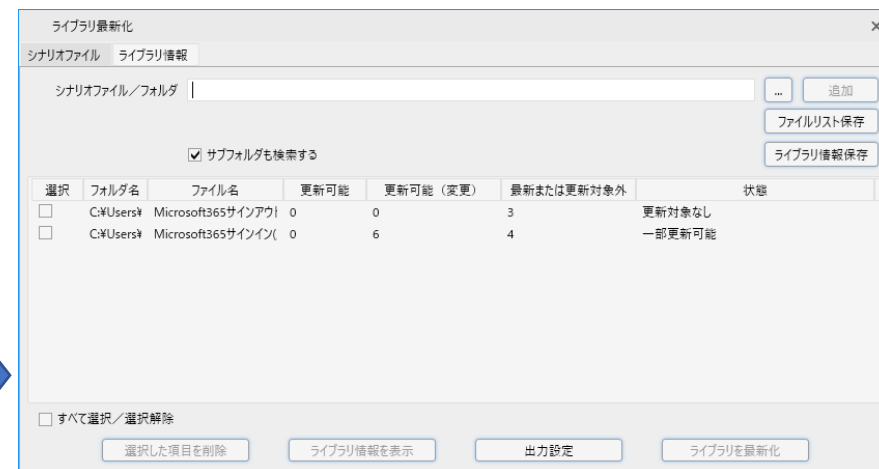 ライブラリ最新化 ×
シナリオファイル ライブラリ情報
シナリオファイル／フォルダ ... 追加
ファイルリスト保存
サブフォルダも検索する ライブラリ情報保存
選択 フォルダ名 ファイル名 更新可能 更新可能（変更） 最新または更新対象外 状態
C:¥Users¥ Microsoft365サインアウ 0 0 3 更新対象なし
C:¥Users¥ Microsoft365サインイン( 0 6 4 一部更新可能
すべて選択／選択解除
選択した項目を削除 ライブラリ情報を表示 出力設定 ライブラリを最新化